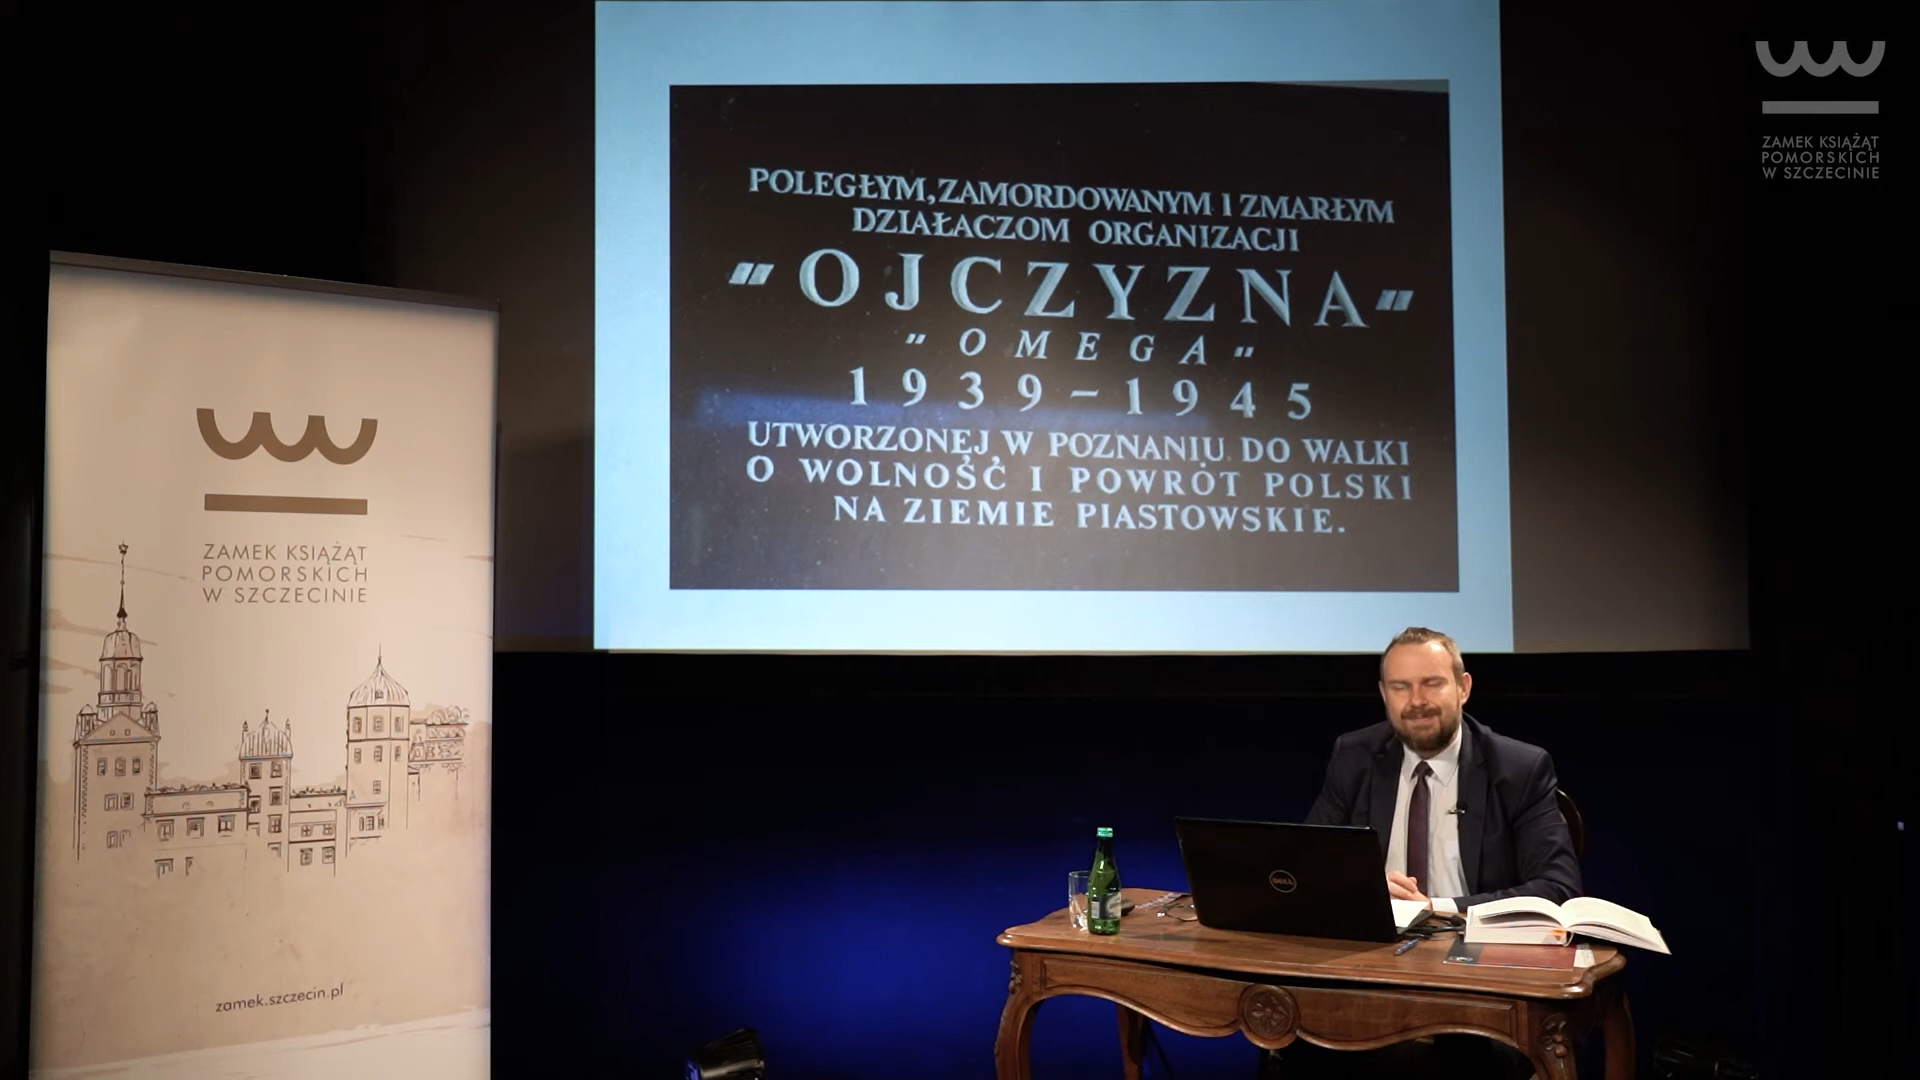 POLEGŁYM, ZAMORDOWANYM I ZMARŁYM
DZIAŁACZOM ORGANIZACJI
"OJCZYZNA"
"OMEGA"
1939-1945
UTWORZONEJ W POZNANIU DO WALKI
O WOLNOŚĆ I POWRÓT POLSKI
NA ZIEMIE PIASTOWSKIE.
ZAMEK KSIĄŻĄT
POMORSKICH
W SZCZECINIE
ZAMEK KSIĄŻĄT
POMORSKICH
W SZCZECINIE
zamek.szczecin.pl
DELL